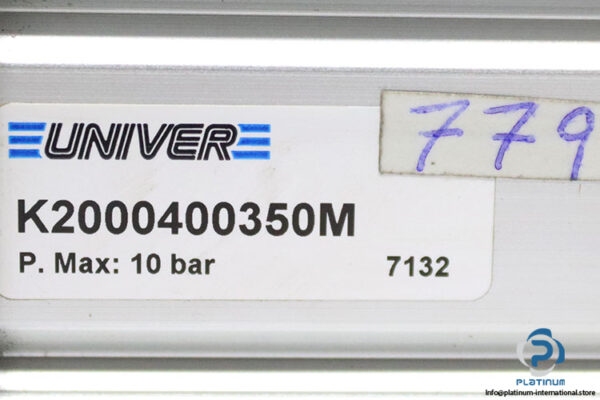 UNIVER
779
K2000400350M
P. Max: 10 bar
7132
PLATINUM
info@platinum-international.store